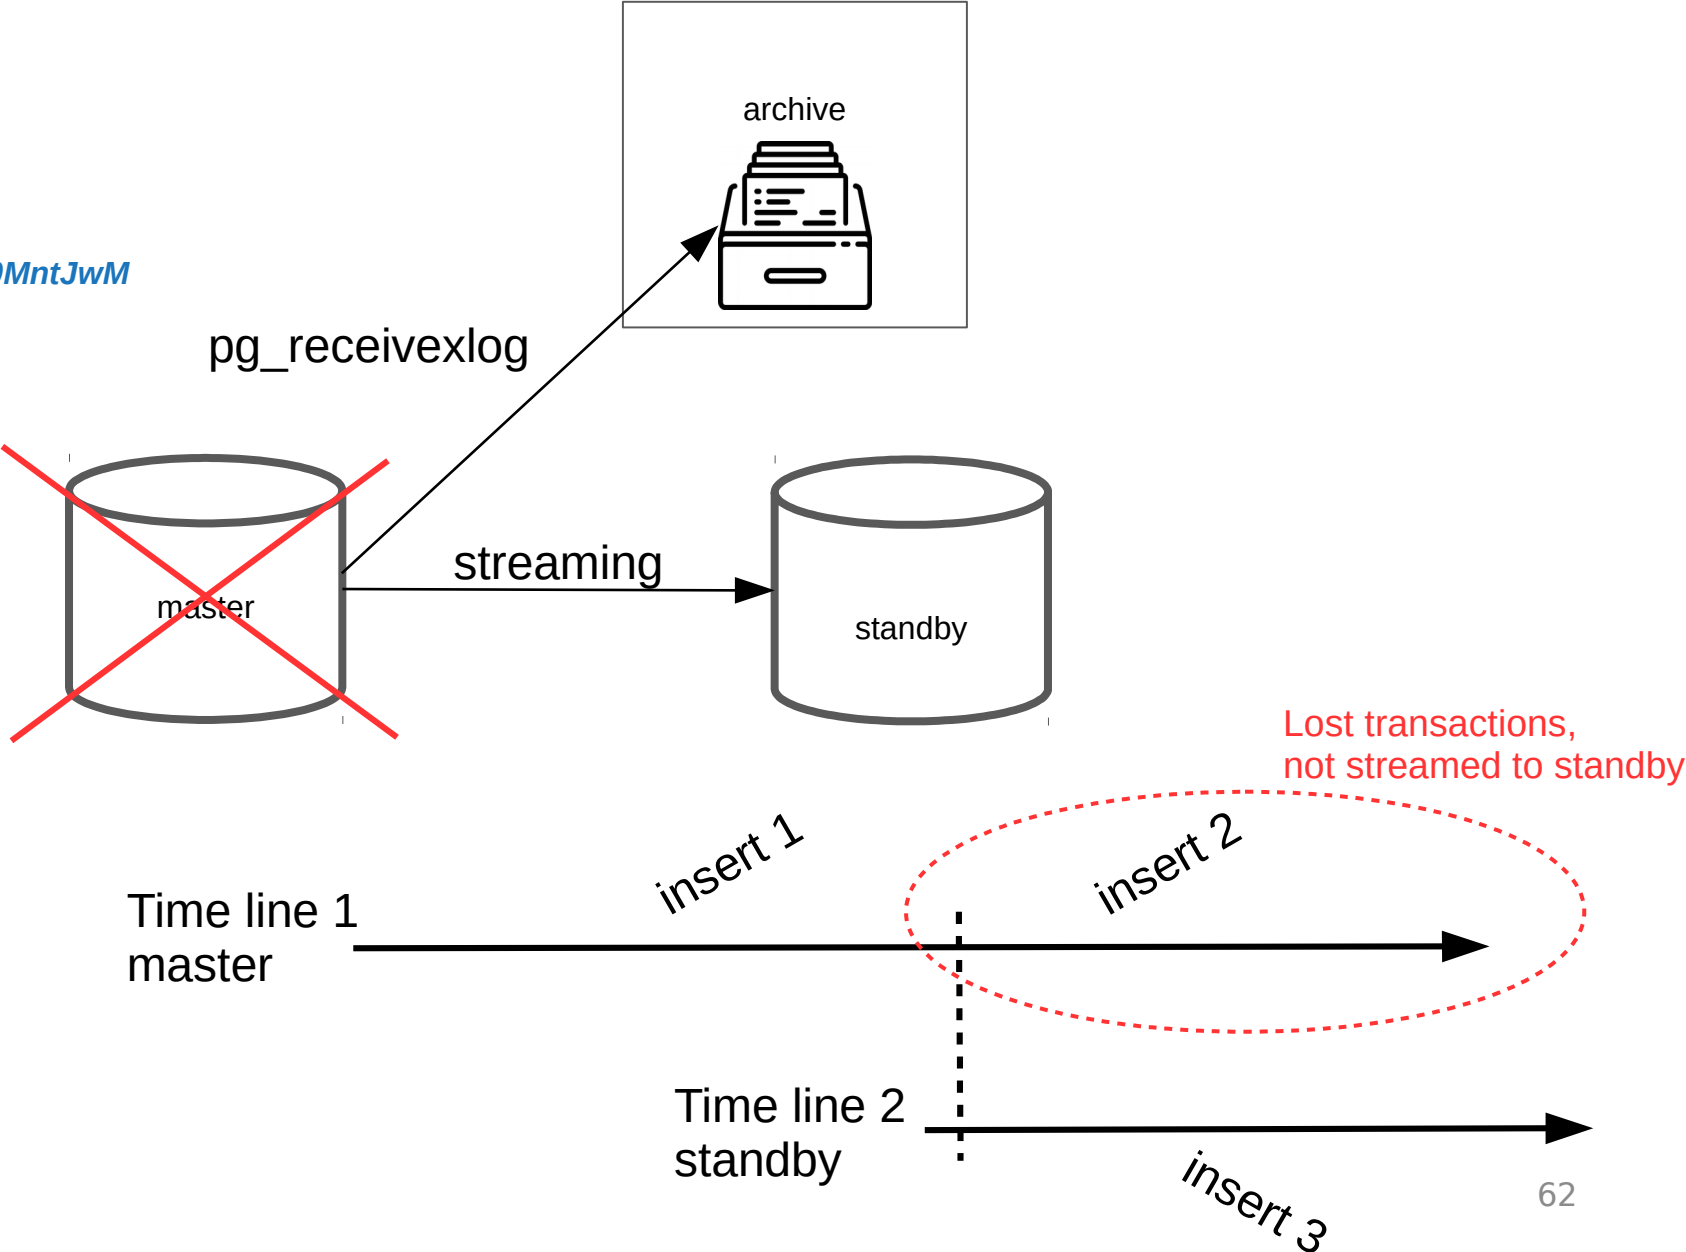 archive
MntJwM
pg_receivexlog
streaming
master
standby
Lost transactions,
not streamed to standby
insert 1
insert 2
Time line 1
master
Time line 2
standby
insert 3
62